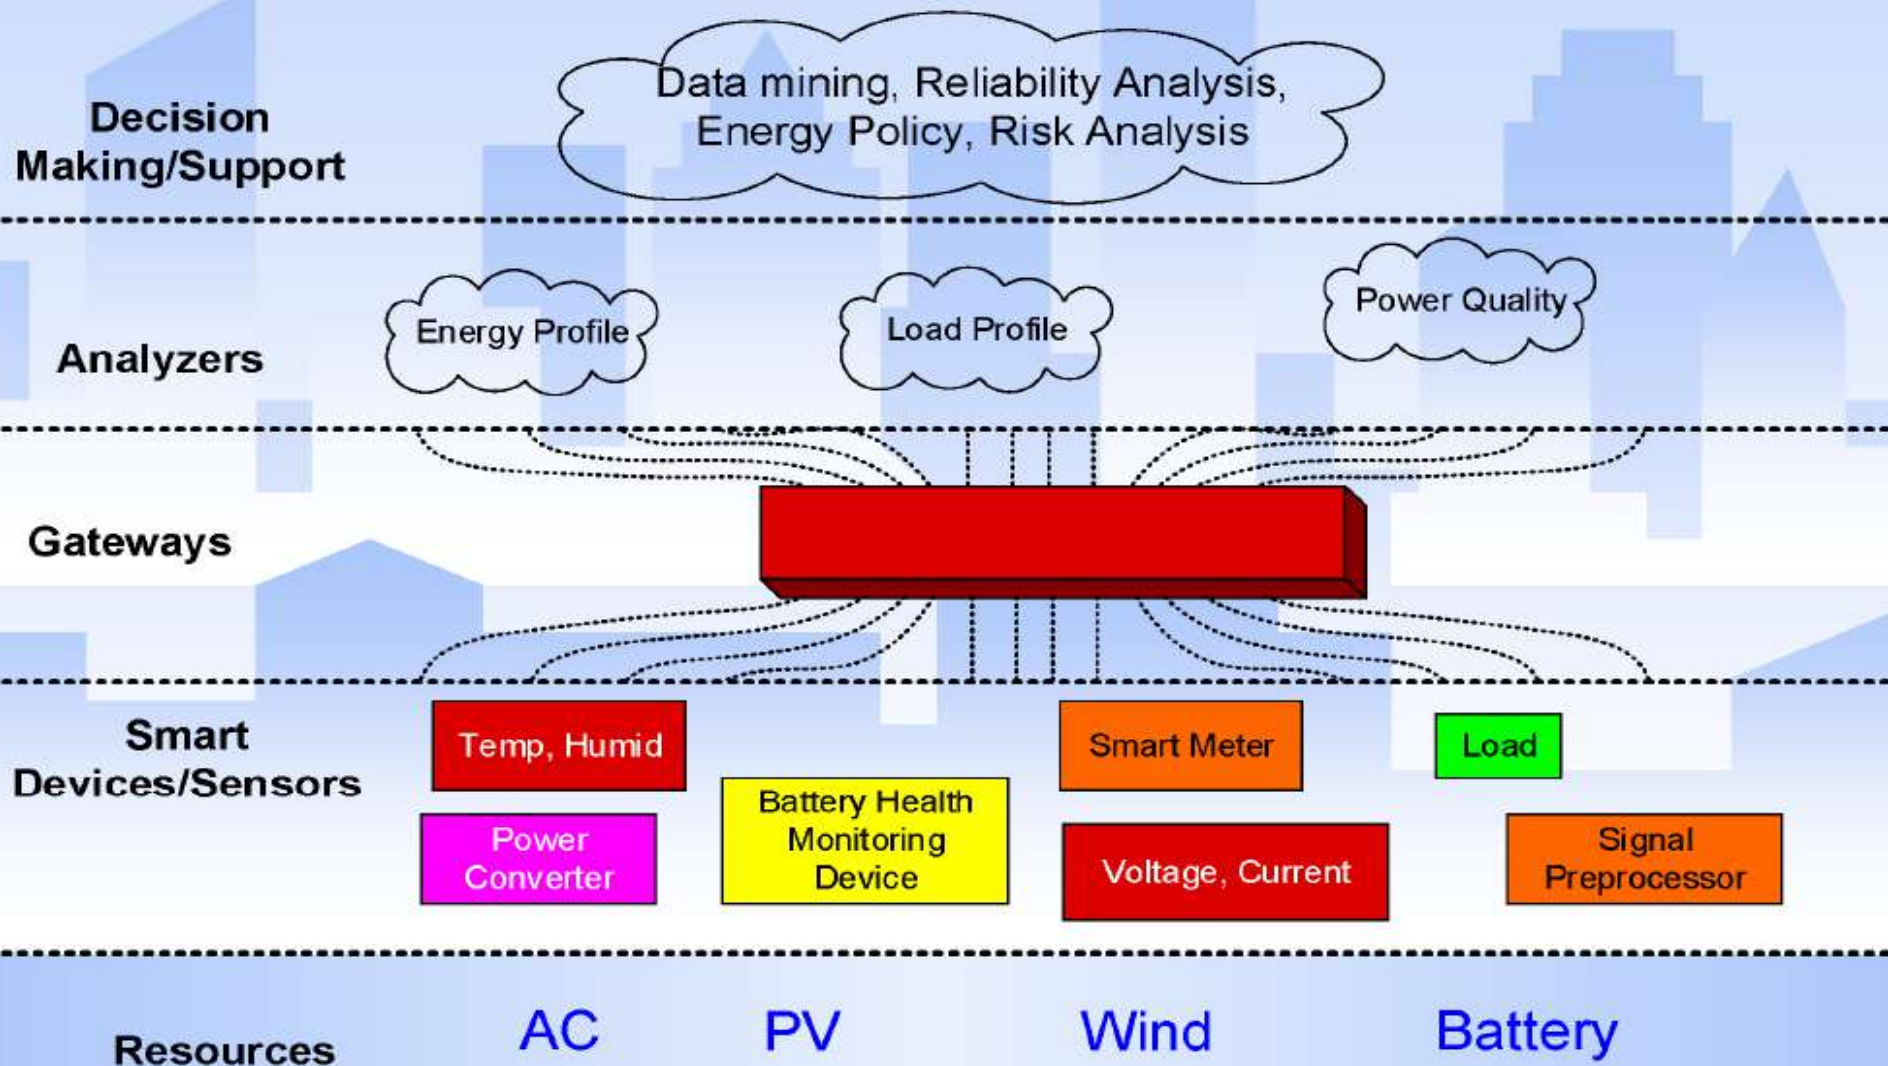 Decision
Making/Support
Data mining, Reliability Analysis,
Energy Policy, Risk Analysis
Analyzers
Energy Profile
Load Profile
Power Quality
Gateways
Smart
Devices/Sensors
Temp, Humid
Smart Meter
Load
Power
Converter
Battery Health
Monitoring
Device
Voltage, Current
Signal
Preprocessor
Resources
AC
PV
Wind
Battery